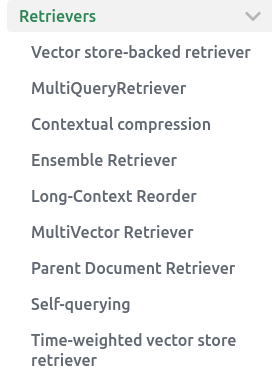 Retrievers
Vector store-backed retriever
MultiQueryRetriever
Contextual compression
Ensemble Retriever
Long-Context Reorder
MultiVector Retriever
Parent Document Retriever
Self-querying
Time-weighted vector store
retriever